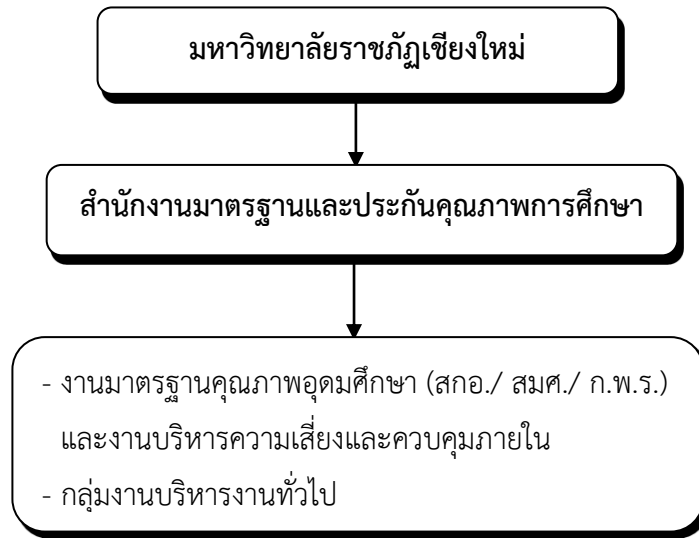 มหาวิทยาลัยราชภัฏเชียงใหม่
สำนักงานมาตรฐานและประกันคุณภาพการศึกษา
- งานมาตรฐานคุณภาพอุดมศึกษา (สกอ./ สมศ./ ก.พ.ร.)
และงานบริหารความเสี่ยงและควบคุมภายใน
- กลุ่มงานบริหารงานทั่วไป